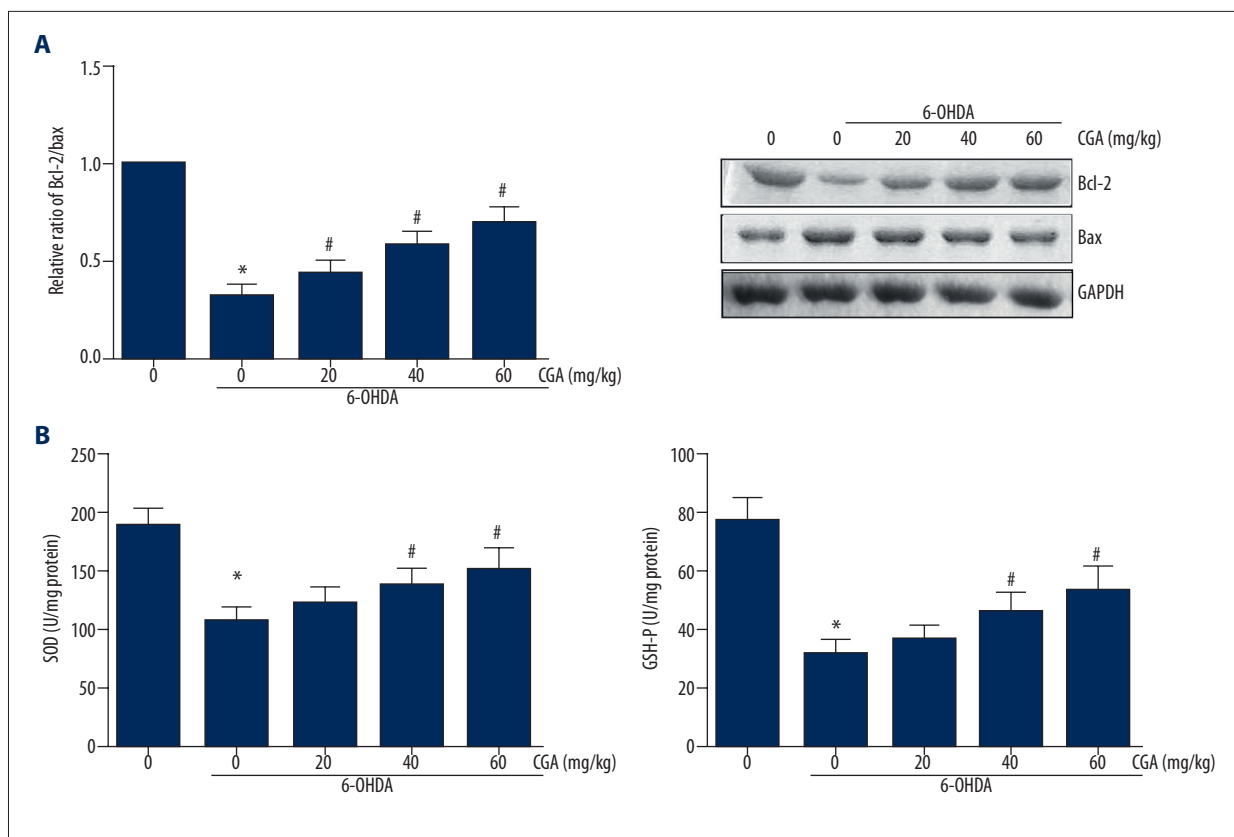 A
Relative ratio of Bcl-2/bax
1.5
1.0
0.5
0.0
*
#
#
#
0
0
20
40
60
CGA (mg/kg)
6-OHDA
6-OHDA
0
0
20
40
60
CGA (mg/kg)
Bcl-2
Bax
GAPDH
B
SOD (U/mg protein)
250
200
150
100
50
0
*
#
#
0
0
20
40
60
CGA (mg/kg)
6-OHDA
GSH-P (U/mg protein)
100
80
60
40
20
0
*
#
#
0
0
20
40
60
CGA (mg/kg)
6-OHDA